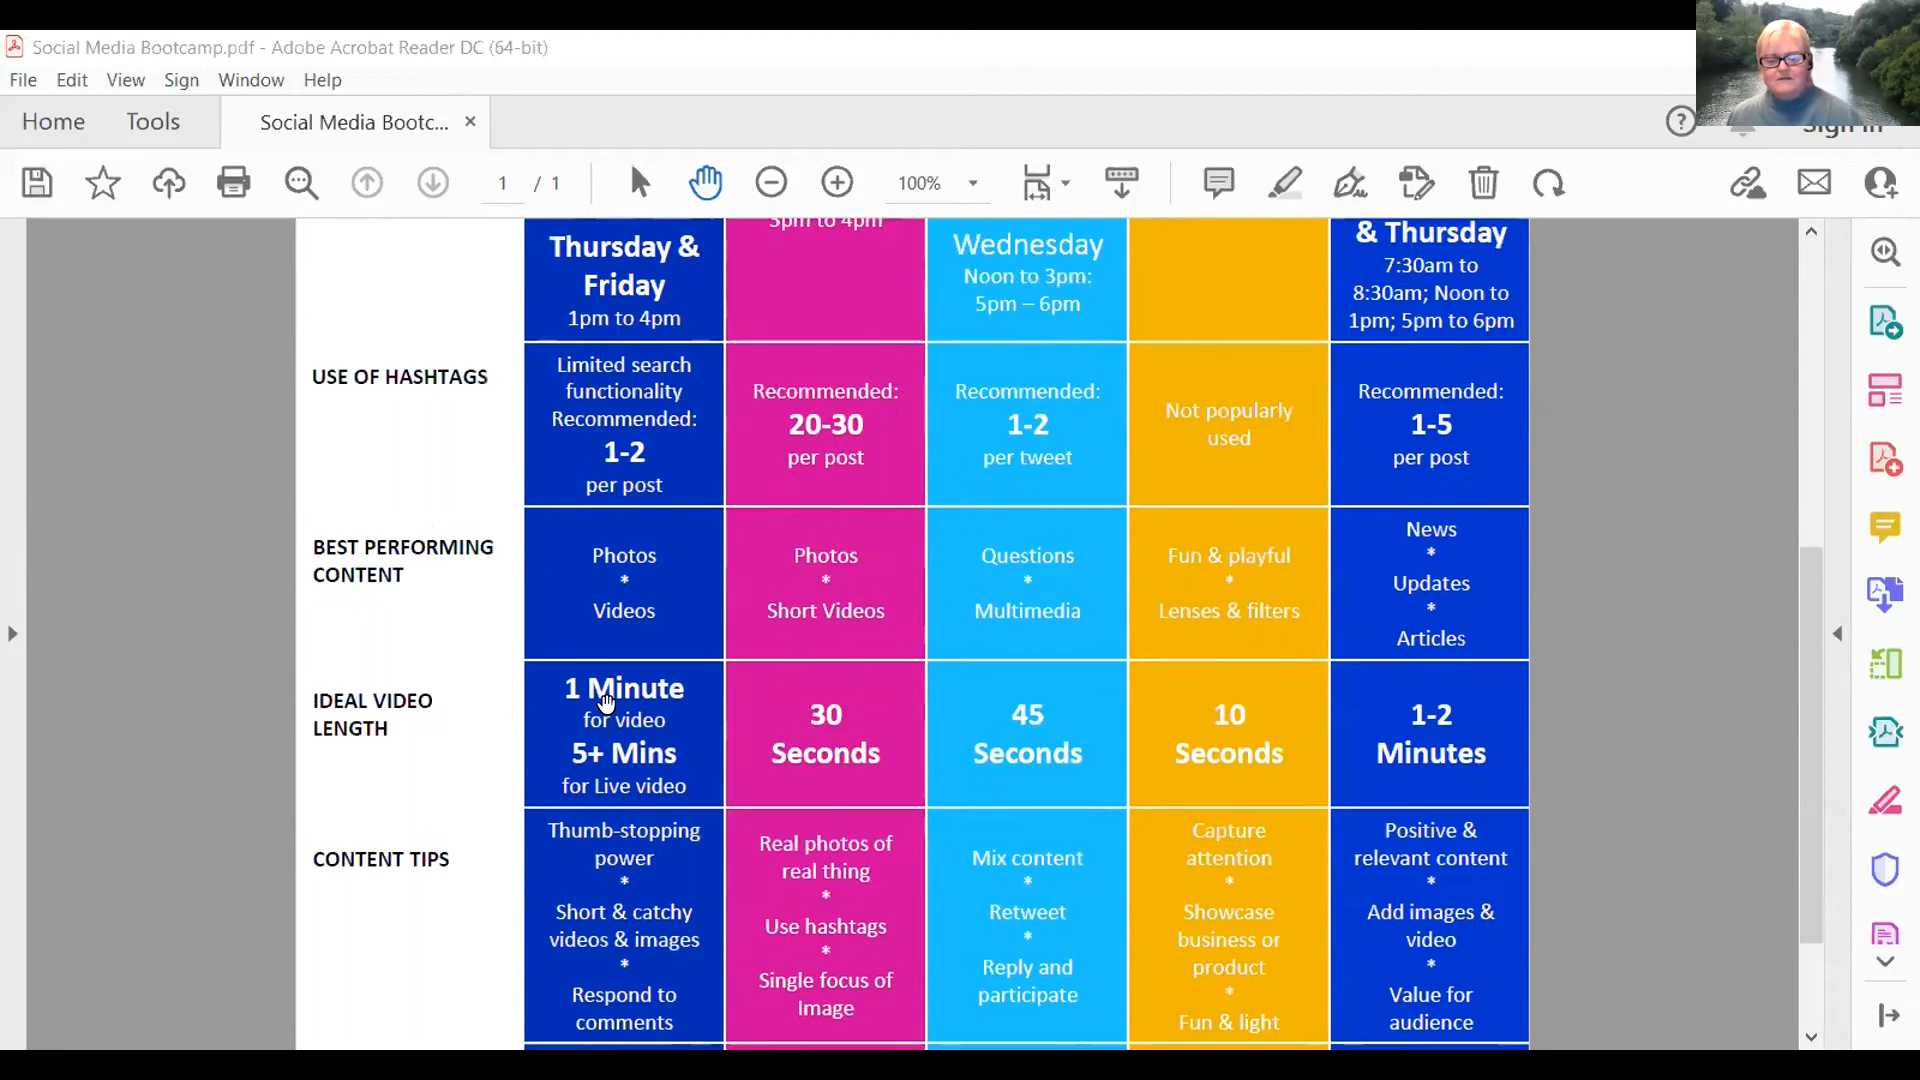 Social Media Bootcamp.pdf - Adobe Acrobat Reader DC (64-bit)
File Edit View Sign Window Help
Home Tools Social Media Bootc... ×
Sign In
1 / 1 100%
Thursday &
Friday
1pm to 4pm
3pm to 4pm
Wednesday
Noon to 3pm:
5pm – 6pm
& Thursday
7:30am to
8:30am; Noon to
1pm; 5pm to 6pm
USE OF HASHTAGS
Limited search
functionality
Recommended:
1-2
per post
Recommended:
20-30
per post
Recommended:
1-2
per tweet
Not popularly
used
Recommended:
1-5
per post
BEST PERFORMING
CONTENT
Photos
*
Videos
Photos
*
Short Videos
Questions
*
Multimedia
Fun & playful
*
Lenses & filters
News
*
Updates
*
Articles
IDEAL VIDEO
LENGTH
1 Minute
for video
5+ Mins
for Live video
30
Seconds
45
Seconds
10
Seconds
1-2
Minutes
CONTENT TIPS
Thumb-stopping
power
*
Short & catchy
videos & images
*
Respond to
comments
Real photos of
real thing
*
Use hashtags
*
Single focus of
Image
Mix content
*
Retweet
*
Reply and
participate
Capture
attention
*
Showcase
business or
product
*
Fun & light
Positive &
relevant content
*
Add images &
video
*
Value for
audience